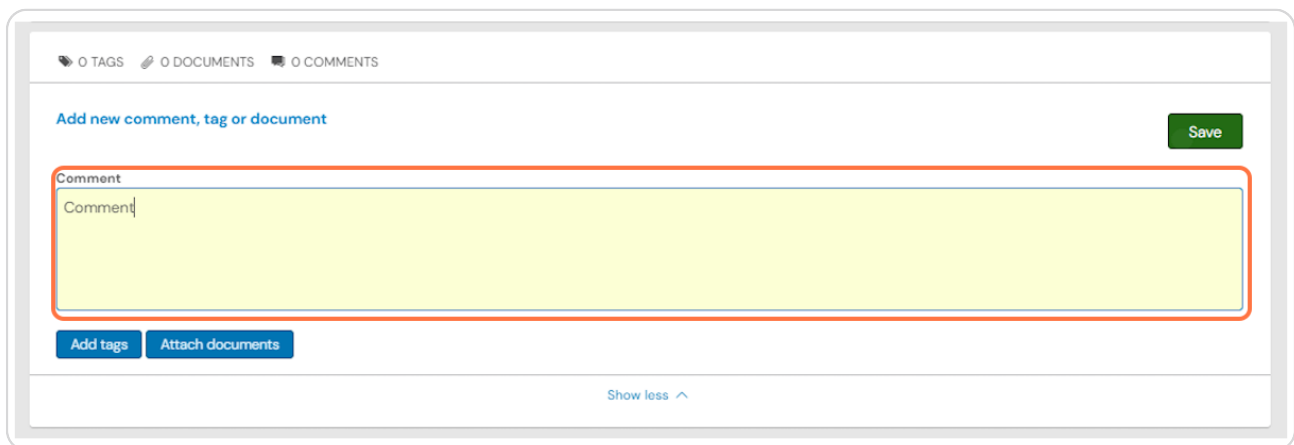 0 TAGS 0 DOCUMENTS 0 COMMENTS
Add new comment, tag or document
Save
Comment
Comment
Add tags Attach documents
Show less